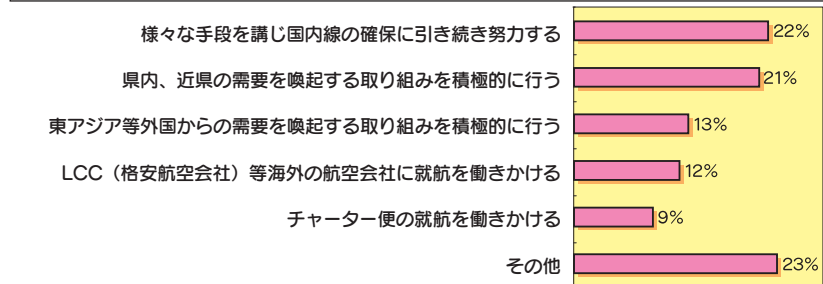 様々な手段を講じ国内線の確保に引き続き努力する 22%
県内、近県の需要を喚起する取り組みを積極的に行う 21%
東アジア等外国からの需要を喚起する取り組みを積極的に行う 13%
LCC（格安航空会社）等海外の航空会社に就航を働きかける 12%
チャーター便の就航を働きかける 9%
その他 23%